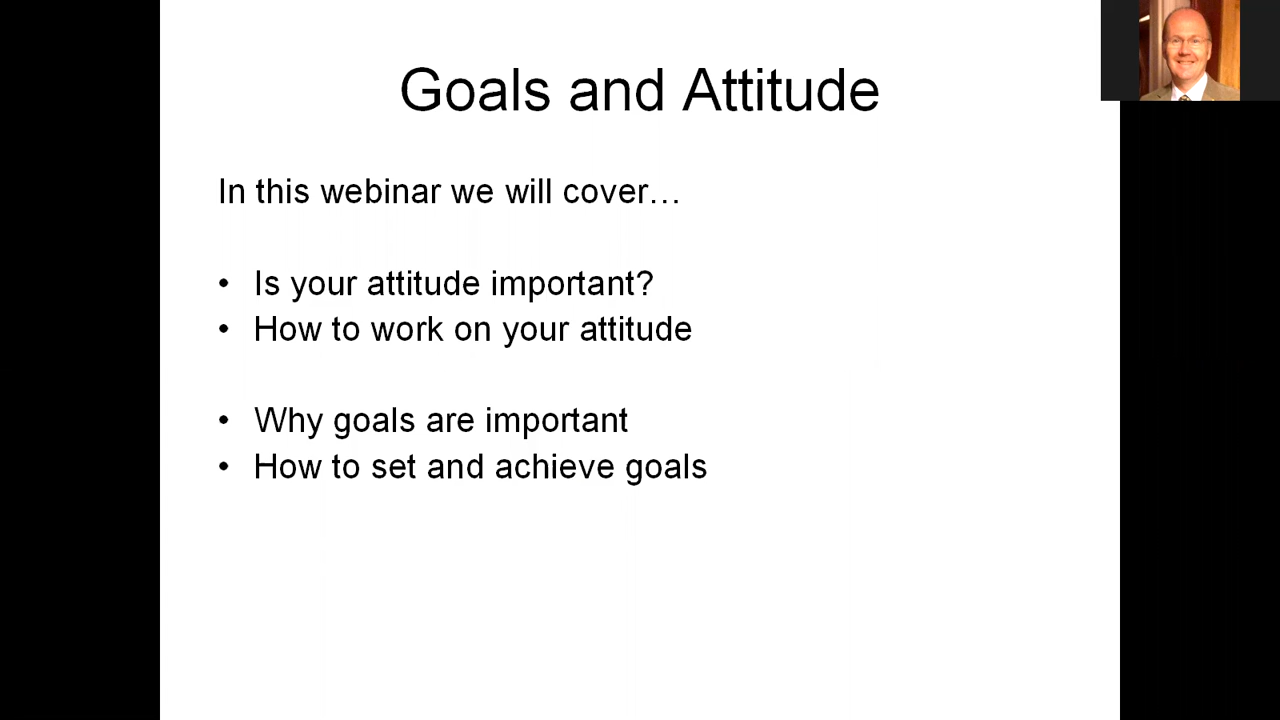 Goals and Attitude
In this webinar we will cover…
• Is your attitude important?
• How to work on your attitude
• Why goals are important
• How to set and achieve goals